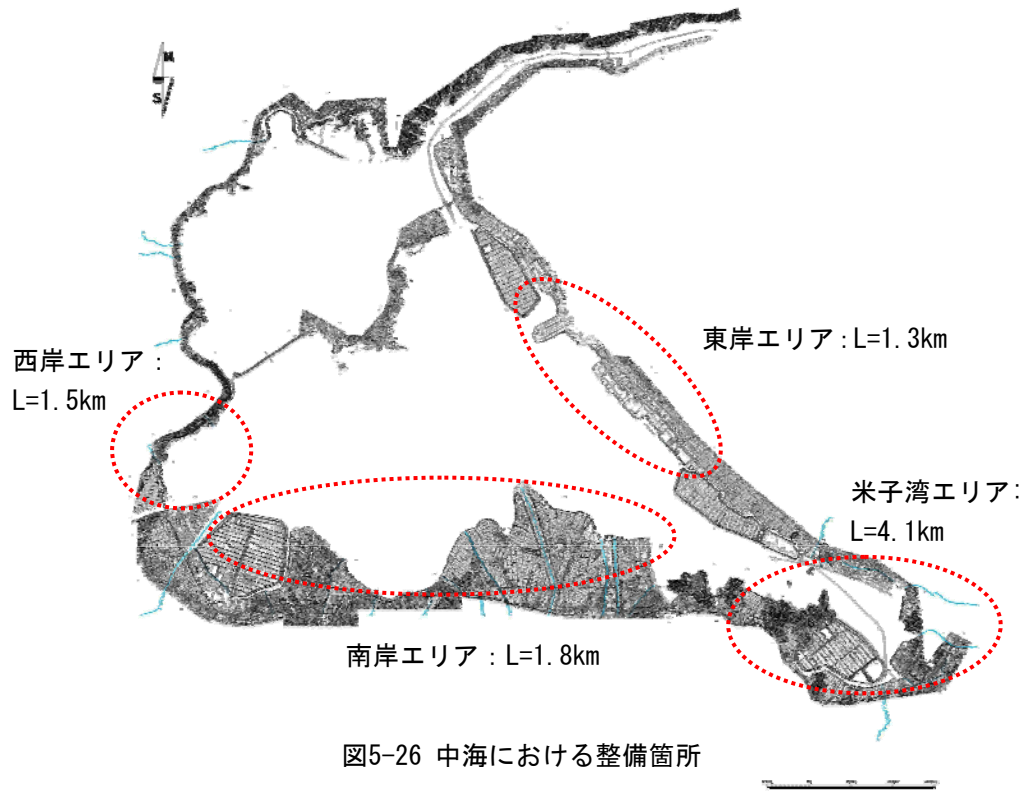 N
S
東岸エリア：L=1.3km
西岸エリア：
L=1.5km
米子湾エリア：
L=4.1km
南岸エリア：L=1.8km
図5-26 中海における整備箇所